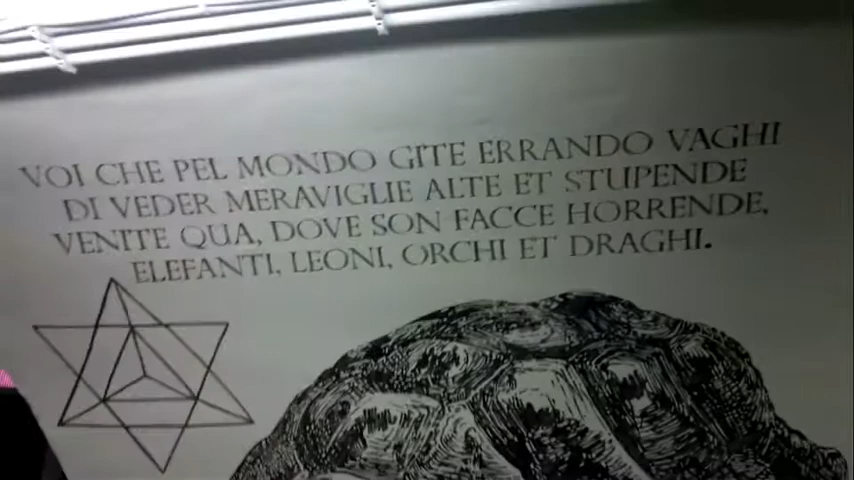 VOI CHE PEL MONDO GITE ERRANDO VAGHI
DI VEDER MERAVIGLIE ALTE ET STUPENDE
VENITE QUA, DOVE SON FACCE HORRENDE,
ELEFANTI, LEONI, ORCHI ET DRAGHI.